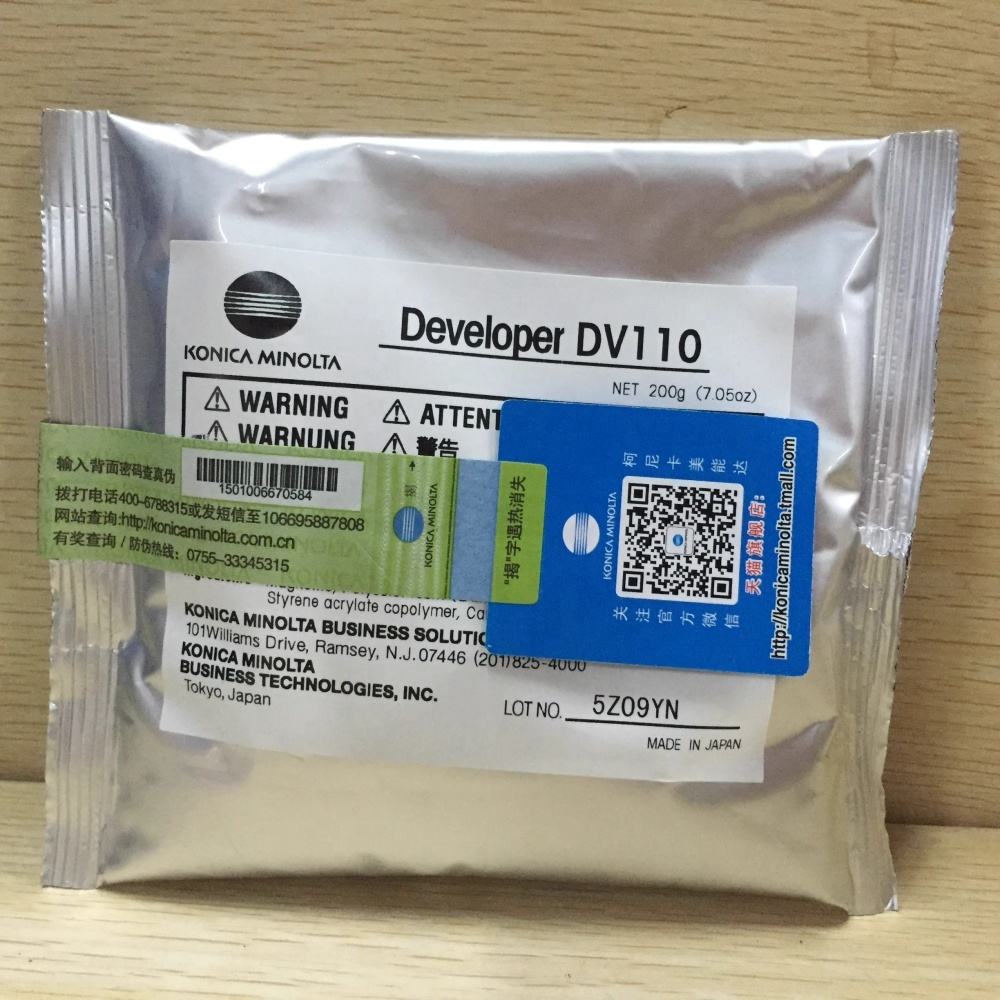 KONICA MINOLTA
Developer DV110
NET 200g (7.05oz)
WARNING
ATTENT
WARNUNG
警告
输入背面密码查真伪
1501006670584
拨打电话400-6788315或发短信至106695887808
网站查询:http://konicaminolta.com.cn
有奖查询/防伪热线：0755-33345315
揭
KONICA MINOLTA
"揭"字遇热消失
KONICA MINOLTA
柯尼卡美能达
关注官方微信
天猫旗舰店:
http://konicaminolta.tmall.com
Styrene acrylate copolymer, Ca
KONICA MINOLTA BUSINESS SOLUTIO
101Williams Drive, Ramsey, N.J.07446 (201)825-4000
KONICA MINOLTA
BUSINESS TECHNOLOGIES, INC.
Tokyo, Japan
LOT NO. 5Z09YN
MADE IN JAPAN